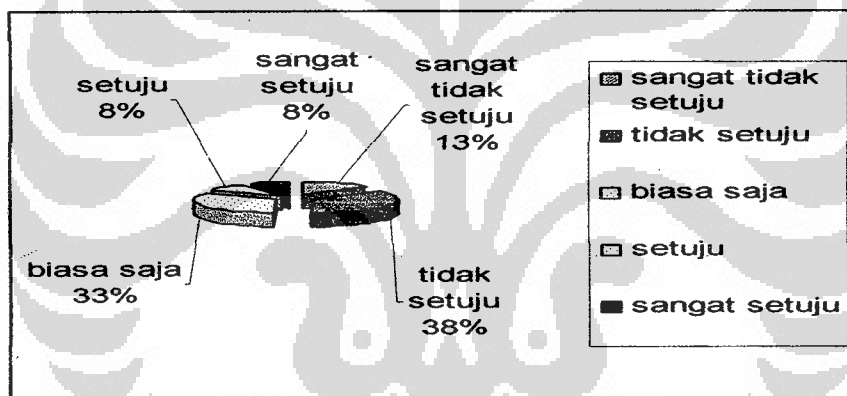 setuju
8%
sangat
setuju
8%
sangat
tidak
setuju
13%
biasa saja
33%
tidak
setuju
38%
sangat tidak
setuju
tidak setuju
biasa saja
setuju
sangat setuju